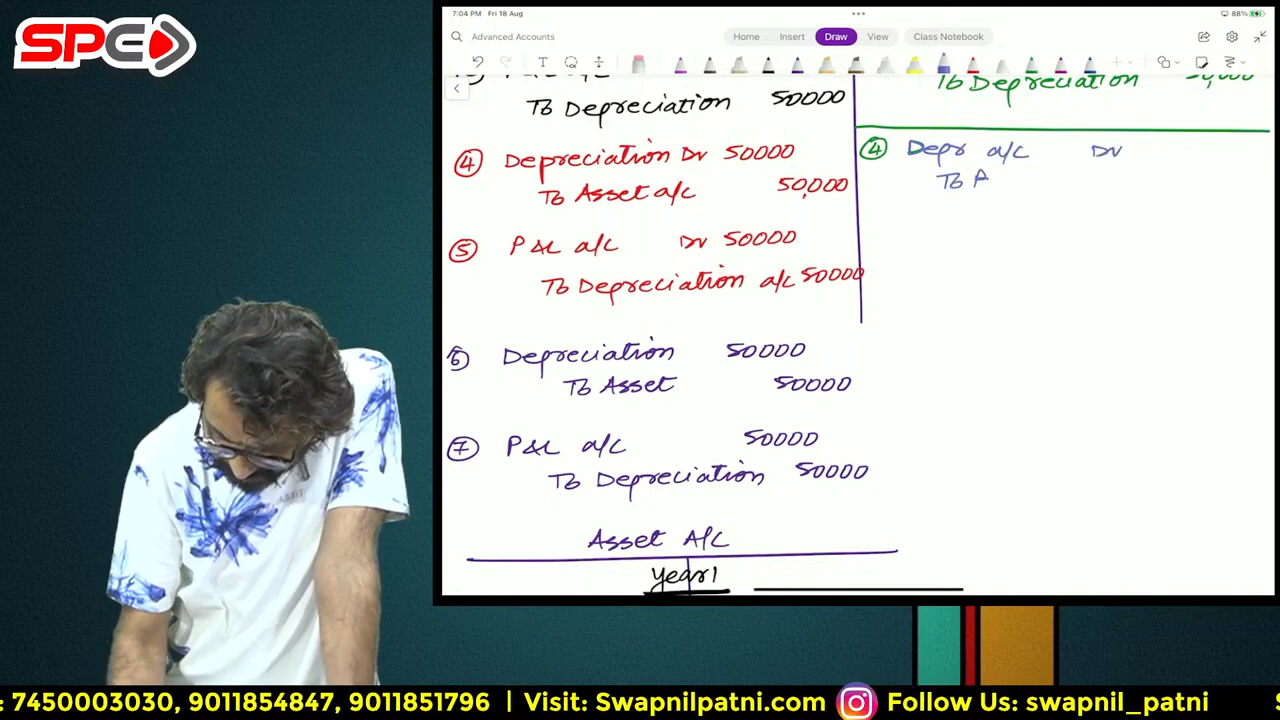 SPE
7:04 PM Fri 18 Aug
88%
Advanced Accounts
Home Insert Draw View Class Notebook
To Depreciation 50000
④ Depreciation Dr 50000
To Asset a/c 50,000
⑤ P&L a/c Dr 50000
To Depreciation a/c 50000
⑥ Depreciation 50000
To Asset 50000
⑦ P&L a/c 50000
To Depreciation 50000
Asset A/C
Year 1
To Depreciation
④ Depr a/c Dr
To A
: 7450003030, 9011854847, 9011851796 | Visit: Swapnilpatni.com Follow Us: swapnil_patni